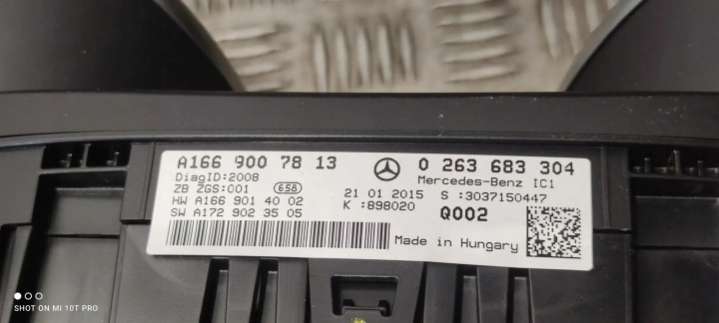 A166 900 78 13 0 263 683 304
DiagID:2008 Mercedes-Benz IC1
ZB ZGS:001 658 21 01 2015 S :3037150447
HW A166 901 40 02 K :898020 Q002
SW A172 902 35 05
Made in Hungary
SHOT ON MI 10T PRO